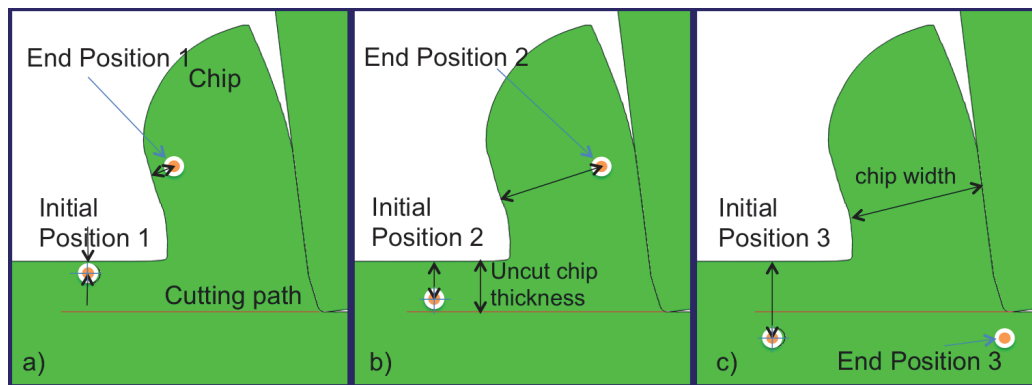 End Position 1
Chip
Initial
Position 1
Cutting path
a)
End Position 2
Initial
Position 2
Uncut chip
thickness
b)
chip width
Initial
Position 3
End Position 3
c)